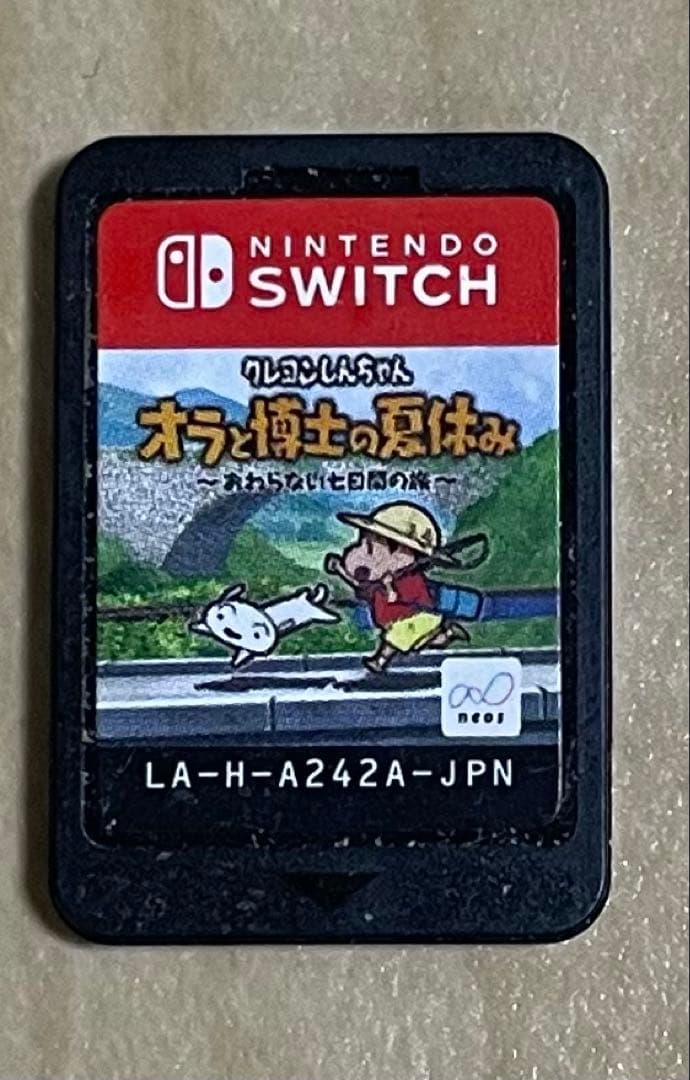 NINTENDO
SWITCH
クレヨンしんちゃん
オラと博士の夏休み
～おわらない七日間の旅～
neos
LA-H-A242A-JPN